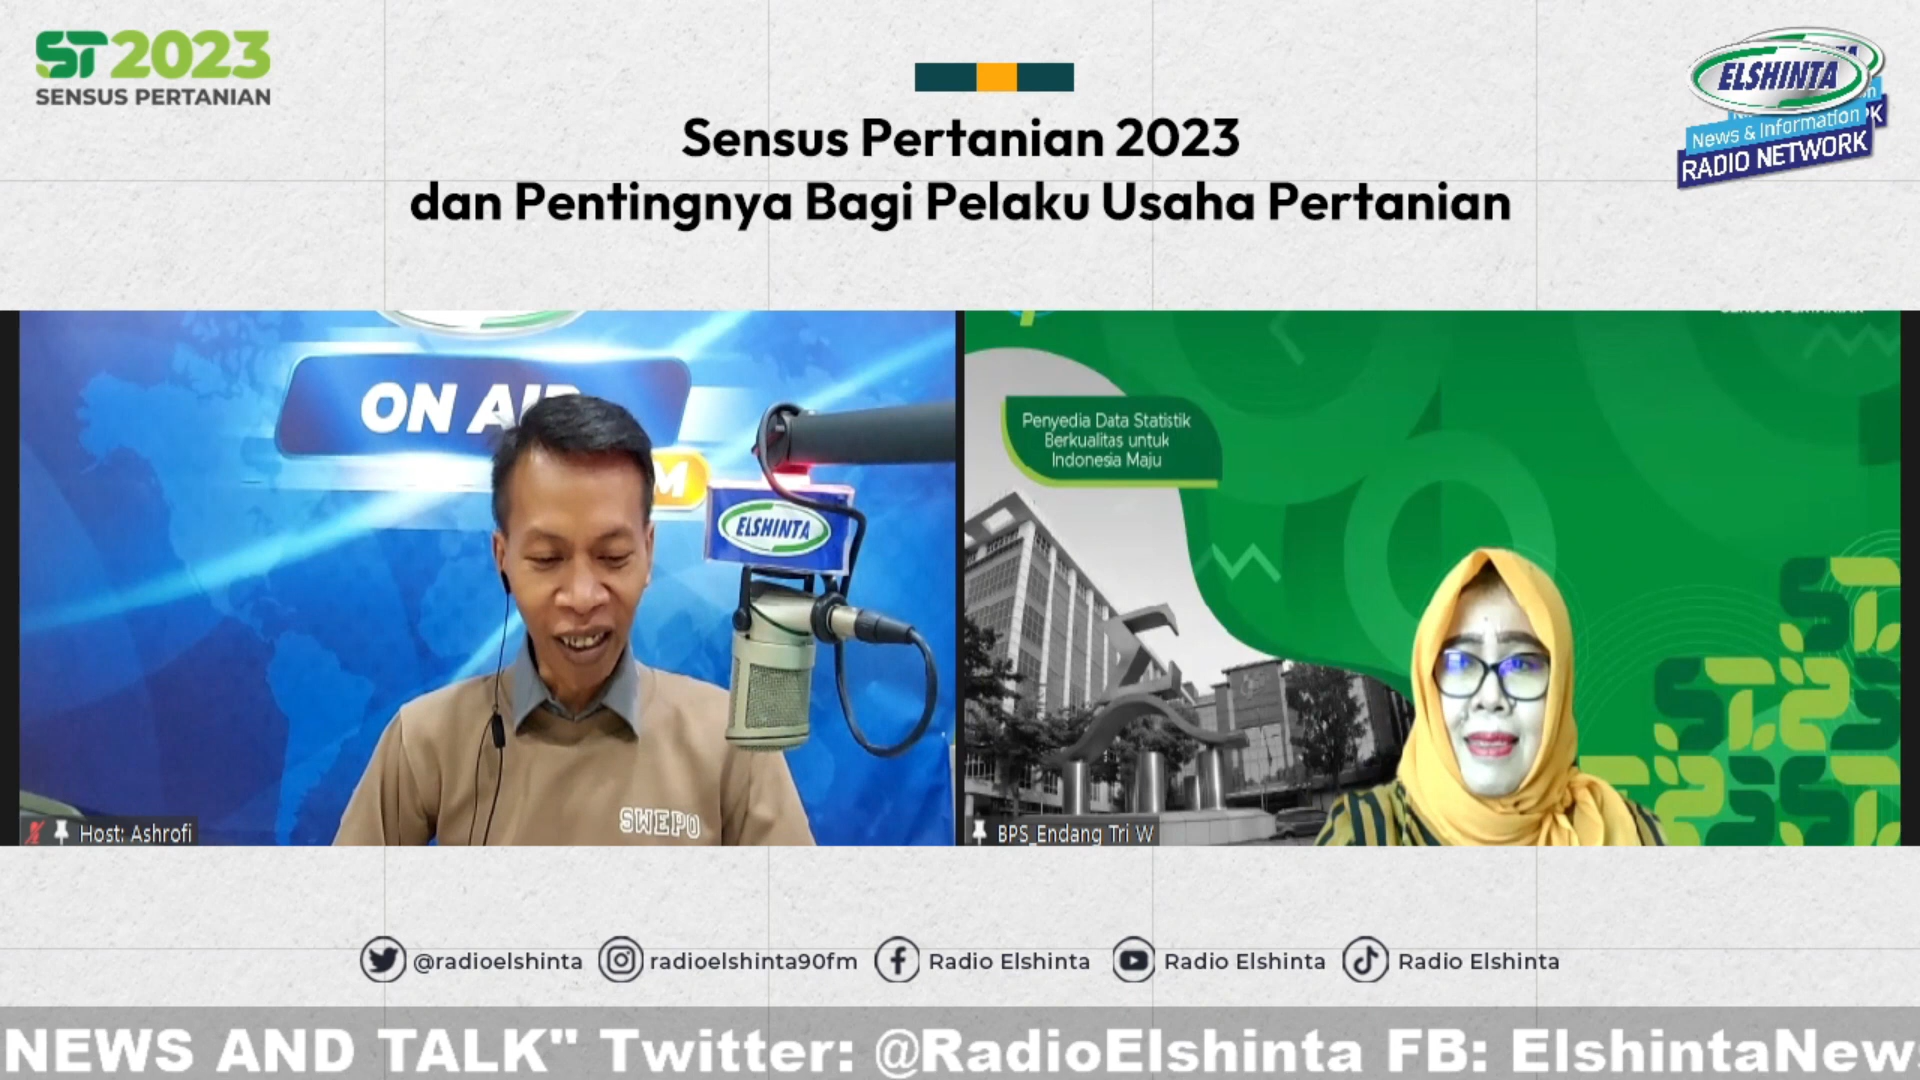 ST2023
SENSUS PERTANIAN
ELSHINTA
News & Information
RADIO NETWORK
Sensus Pertanian 2023
dan Pentingnya Bagi Pelaku Usaha Pertanian
ON AIR
M
ELSHINTA
SWEPO
Host: Ashrofi
Penyedia Data Statistik
Berkualitas untuk
Indonesia Maju
BPS_Endang Tri W
@radioelshinta
radioelshinta90fm
Radio Elshinta
Radio Elshinta
Radio Elshinta
NEWS AND TALK" Twitter: @RadioElshinta FB: ElshintaNew